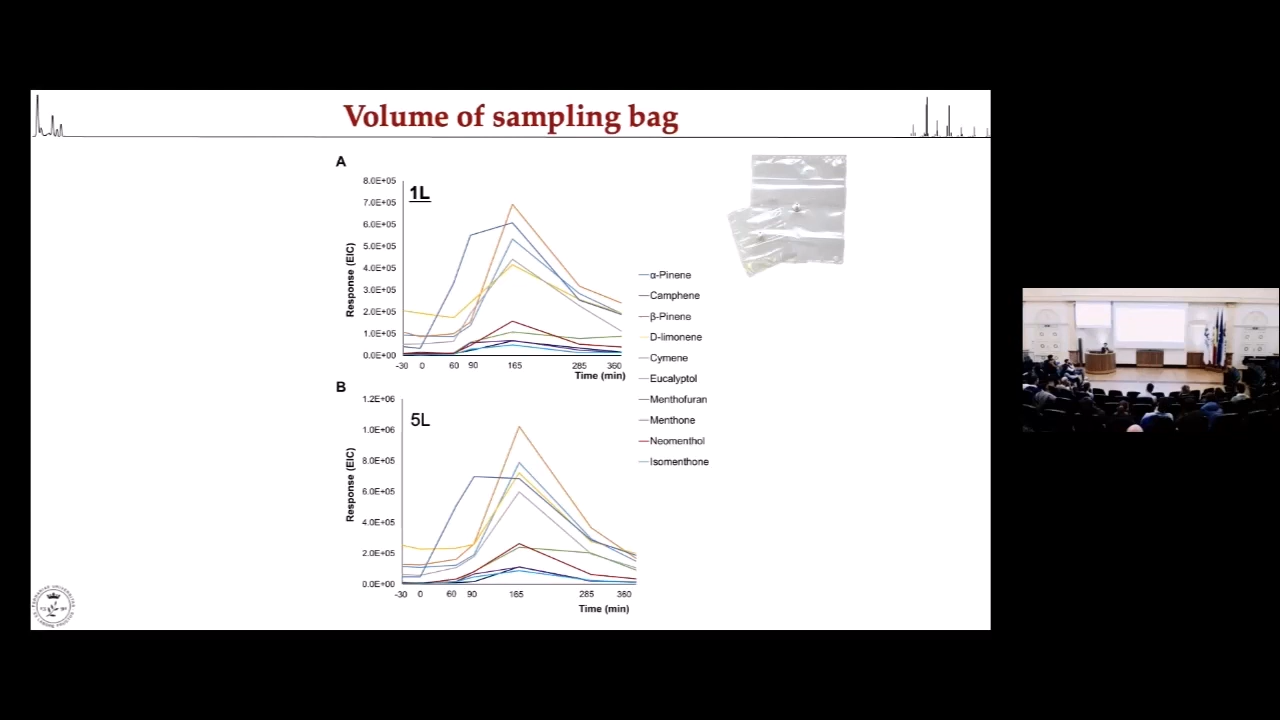 Volume of sampling bag
A
1L
8.0E+05
7.0E+05
6.0E+05
5.0E+05
4.0E+05
3.0E+05
2.0E+05
1.0E+05
0.0E+00
Response (EIC)
-30 0 60 90 165 285 360
Time (min)
α-Pinene
Camphene
β-Pinene
D-limonene
Cymene
Eucalyptol
Menthofuran
Menthone
Neomenthol
Isomenthone
B
5L
1.2E+06
1.0E+06
8.0E+05
6.0E+05
4.0E+05
2.0E+05
0.0E+00
Response (EIC)
-30 0 60 90 165 285 360
Time (min)